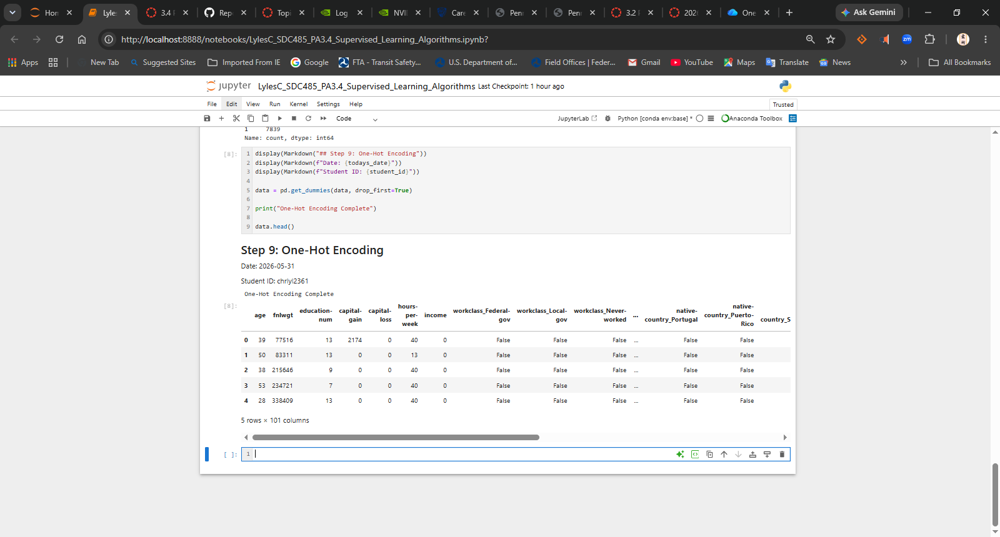 Hor
Lyles
3.4 F
Rep
Topi
Log
NVII
Care
Penn
Penn
3.2 F
202
One
Ask Gemini
http://localhost:8888/notebooks/LylesC_SDC485_PA3.4_Supervised_Learning_Algorithms.ipynb?
Apps
New Tab
Suggested Sites
Imported From IE
Google
FTA - Transit Safety...
U.S. Department of...
Field Offices | Feder...
Gmail
YouTube
Maps
Translate
News
»
All Bookmarks
jupyter LylesC_SDC485_PA3.4_Supervised_Learning_Algorithms Last Checkpoint: 1 hour ago
File Edit View Run Kernel Settings Help
Trusted
Code
JupyterLab
Python [conda env:base] *
Anaconda Toolbox
1 7839
Name: count, dtype: int64
[8]:
1 display(Markdown("## Step 9: One-Hot Encoding"))
2 display(Markdown(f"Date: {todays_date}"))
3 display(Markdown(f"Student ID: {student_id}"))
4
5 data = pd.get_dummies(data, drop_first=True)
6
7 print("One-Hot Encoding Complete")
8
9 data.head()
Step 9: One-Hot Encoding
Date: 2026-05-31
Student ID: chrlyl2361
One-Hot Encoding Complete
[8]:
age fnlwgt education-num capital-gain capital-loss hours-per-week income workclass_Federal-gov workclass_Local-gov workclass_Never-worked ... native-country_Portugal native-country_Puerto-Rico country_S
0 39 77516 13 2174 0 40 0 False False False ... False False
1 50 83311 13 0 0 13 0 False False False ... False False
2 38 215646 9 0 0 40 0 False False False ... False False
3 53 234721 7 0 0 40 0 False False False ... False False
4 28 338409 13 0 0 40 0 False False False ... False False
5 rows × 101 columns
[ ]: 1